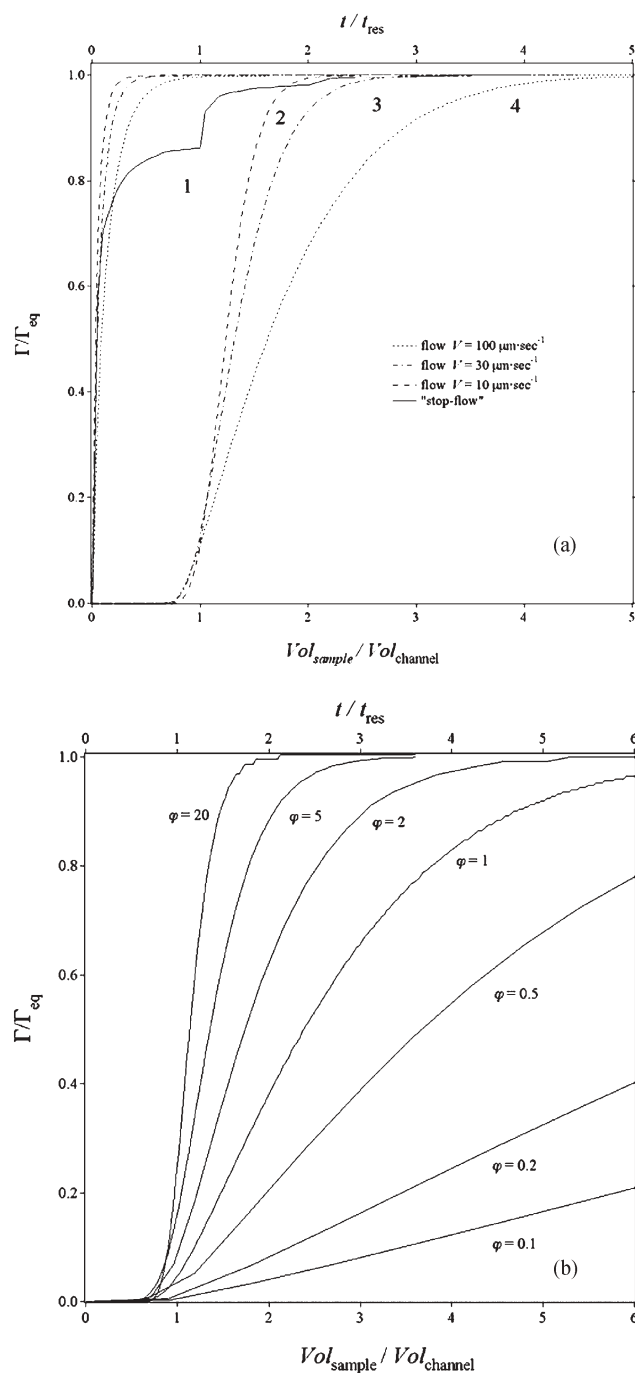 t / t_res
0 1 2 3 4 5
1.0
0.8
0.6
0.4
0.2
0.0
Γ/Γ_eq
1
2
3
4
flow V = 100 μm·sec⁻¹
flow V = 30 μm·sec⁻¹
flow V = 10 μm·sec⁻¹
"stop-flow"
(a)
0 1 2 3 4 5
Vol_sample / Vol_channel
t / t_res
0 1 2 3 4 5 6
1.0
0.8
0.6
0.4
0.2
0.0
Γ/Γ_eq
φ = 20
φ = 5
φ = 2
φ = 1
φ = 0.5
φ = 0.2
φ = 0.1
(b)
0 1 2 3 4 5 6
Vol_sample / Vol_channel